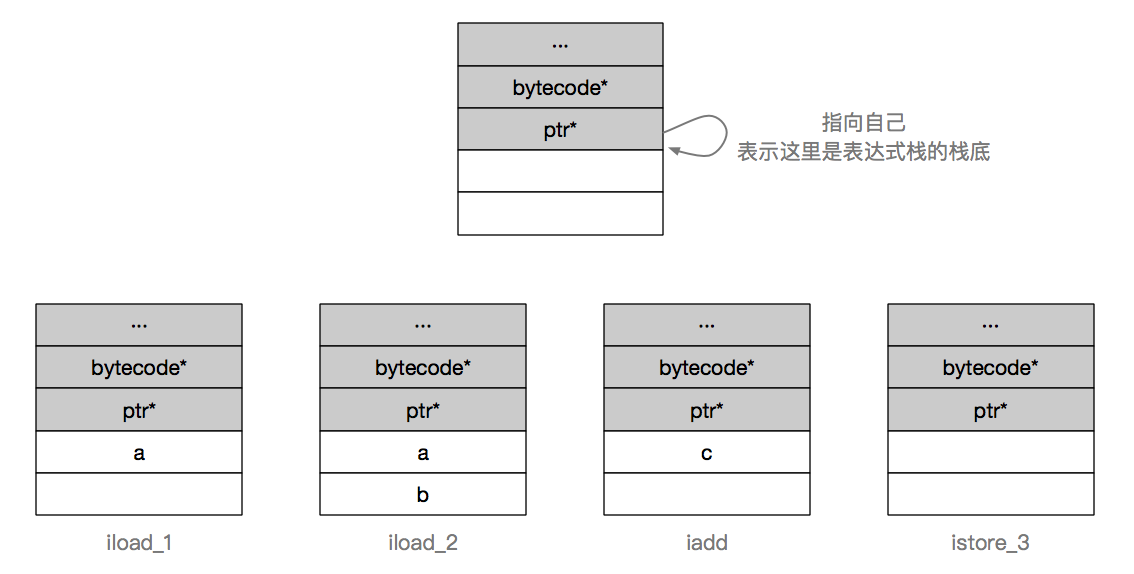 ...
bytecode*
ptr*
指向自己
表示这里是表达式栈的栈底
...
bytecode*
ptr*
a
iload_1
...
bytecode*
ptr*
a
b
iload_2
...
bytecode*
ptr*
c
iadd
...
bytecode*
ptr*
istore_3